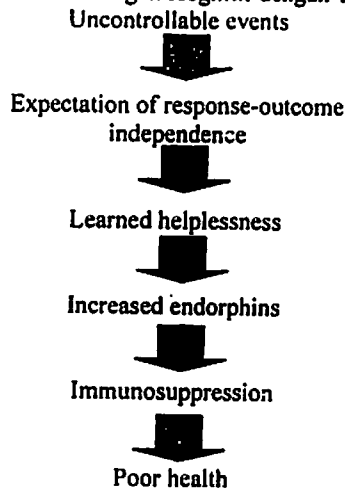 Uncontrollable events
Expectation of response-outcome
independence
Learned helplessness
Increased endorphins
Immunosuppression
Poor health